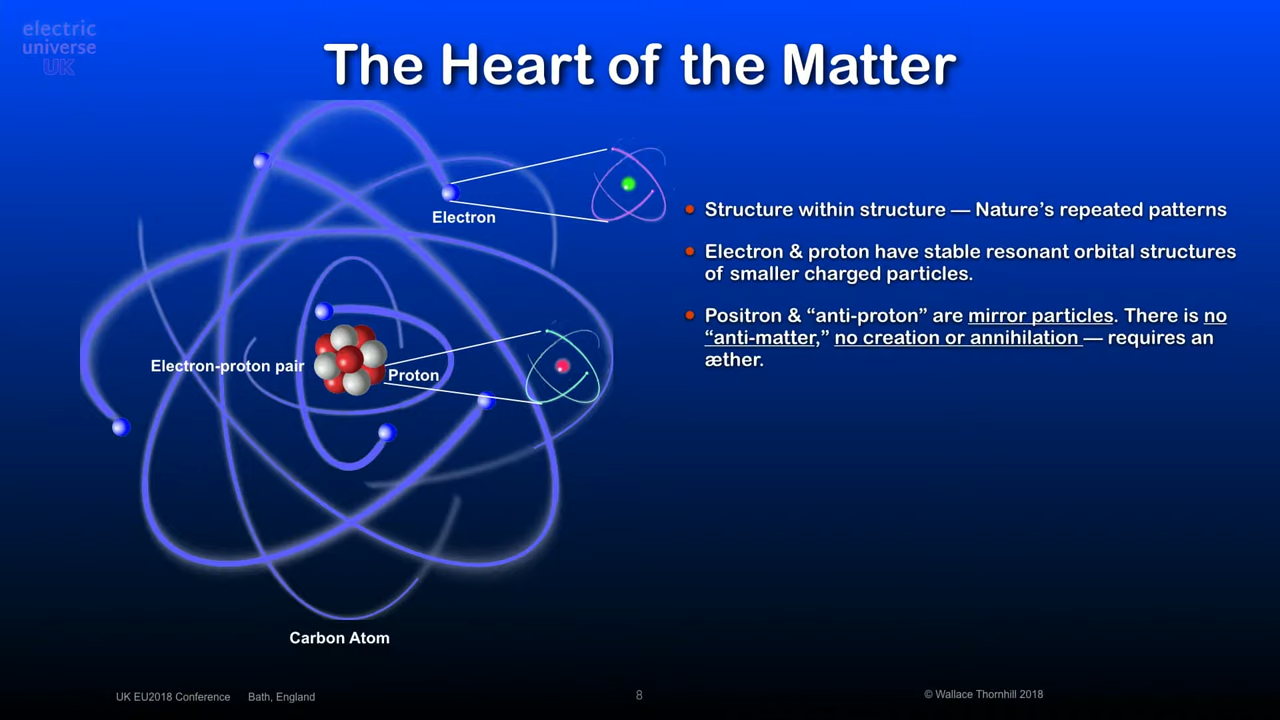 electric
universe
UK
The Heart of the Matter
Electron
Electron-proton pair
Proton
Carbon Atom
• Structure within structure — Nature’s repeated patterns
• Electron & proton have stable resonant orbital structures
of smaller charged particles.
• Positron & “anti-proton” are mirror particles. There is no
“anti-matter,” no creation or annihilation — requires an
æther.
UK EU2018 Conference Bath, England
8
© Wallace Thornhill 2018